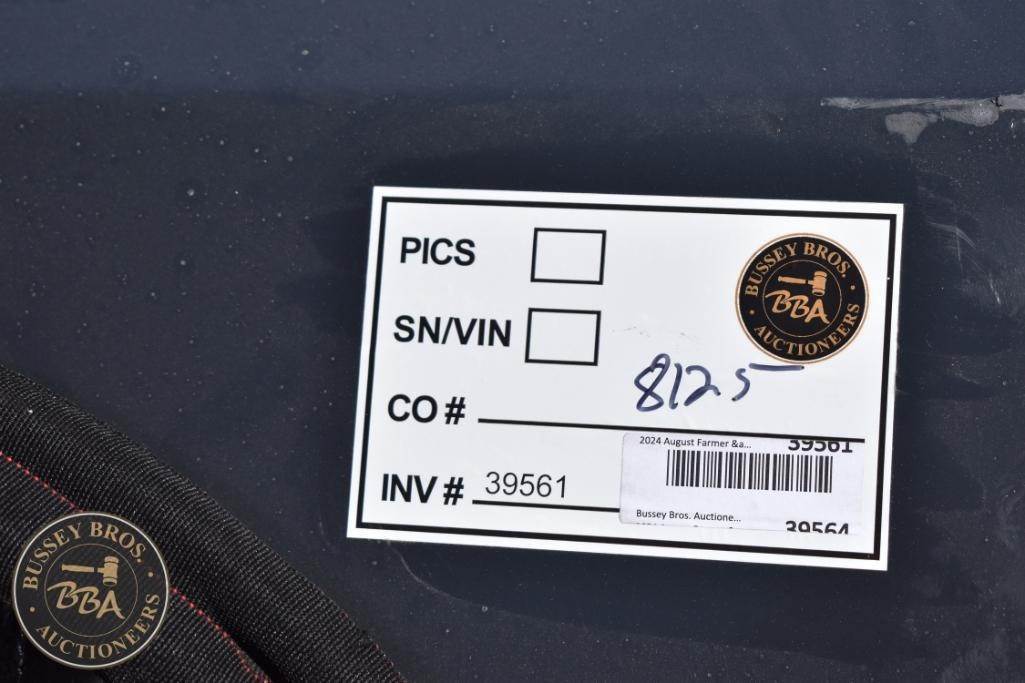 PICS
SN/VIN
BUSSEY BROS.
BBA
AUCTIONEERS
8125
CO #
INV # 39561
2024 August Farmer &a... 39561
Bussey Bros. Auctione... 39564
BUSSEY BROS.
BBA
AUCTIONEERS